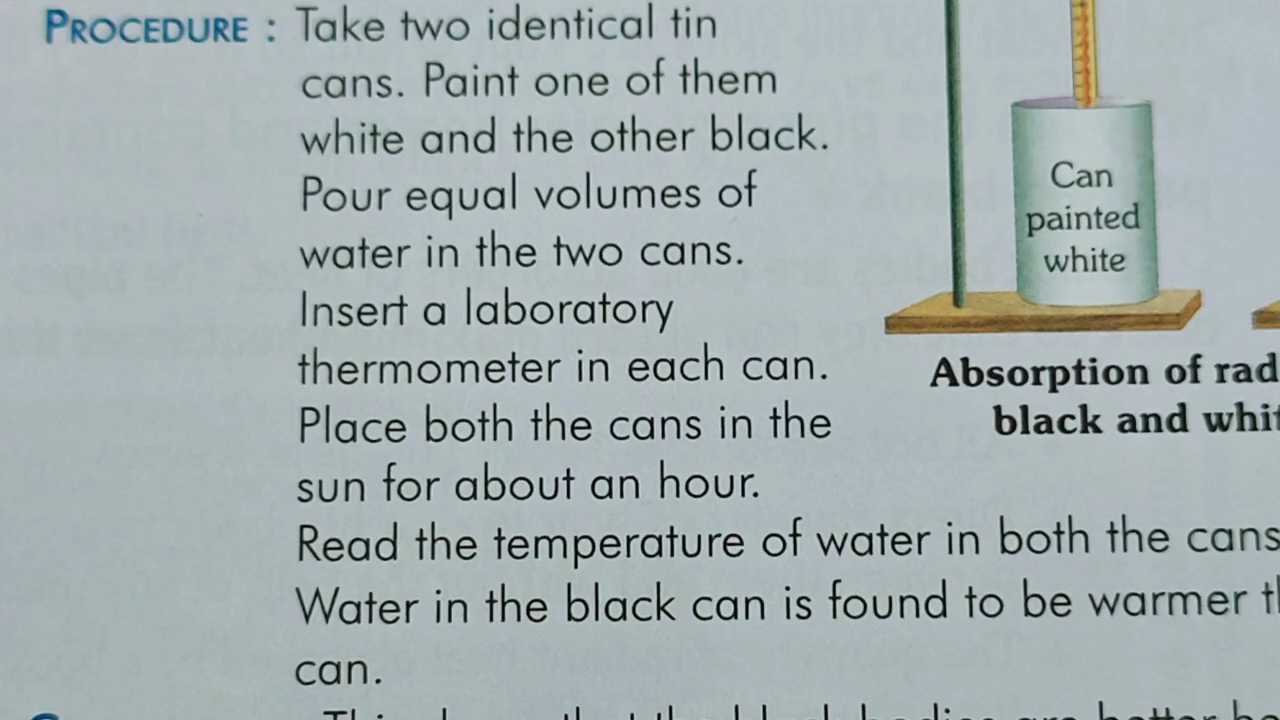 PROCEDURE : Take two identical tin
cans. Paint one of them
white and the other black.
Pour equal volumes of
water in the two cans.
Insert a laboratory
thermometer in each can.
Place both the cans in the
sun for about an hour.
Read the temperature of water in both the cans
Water in the black can is found to be warmer
can.
Can
painted
white
Absorption of rad
black and whit